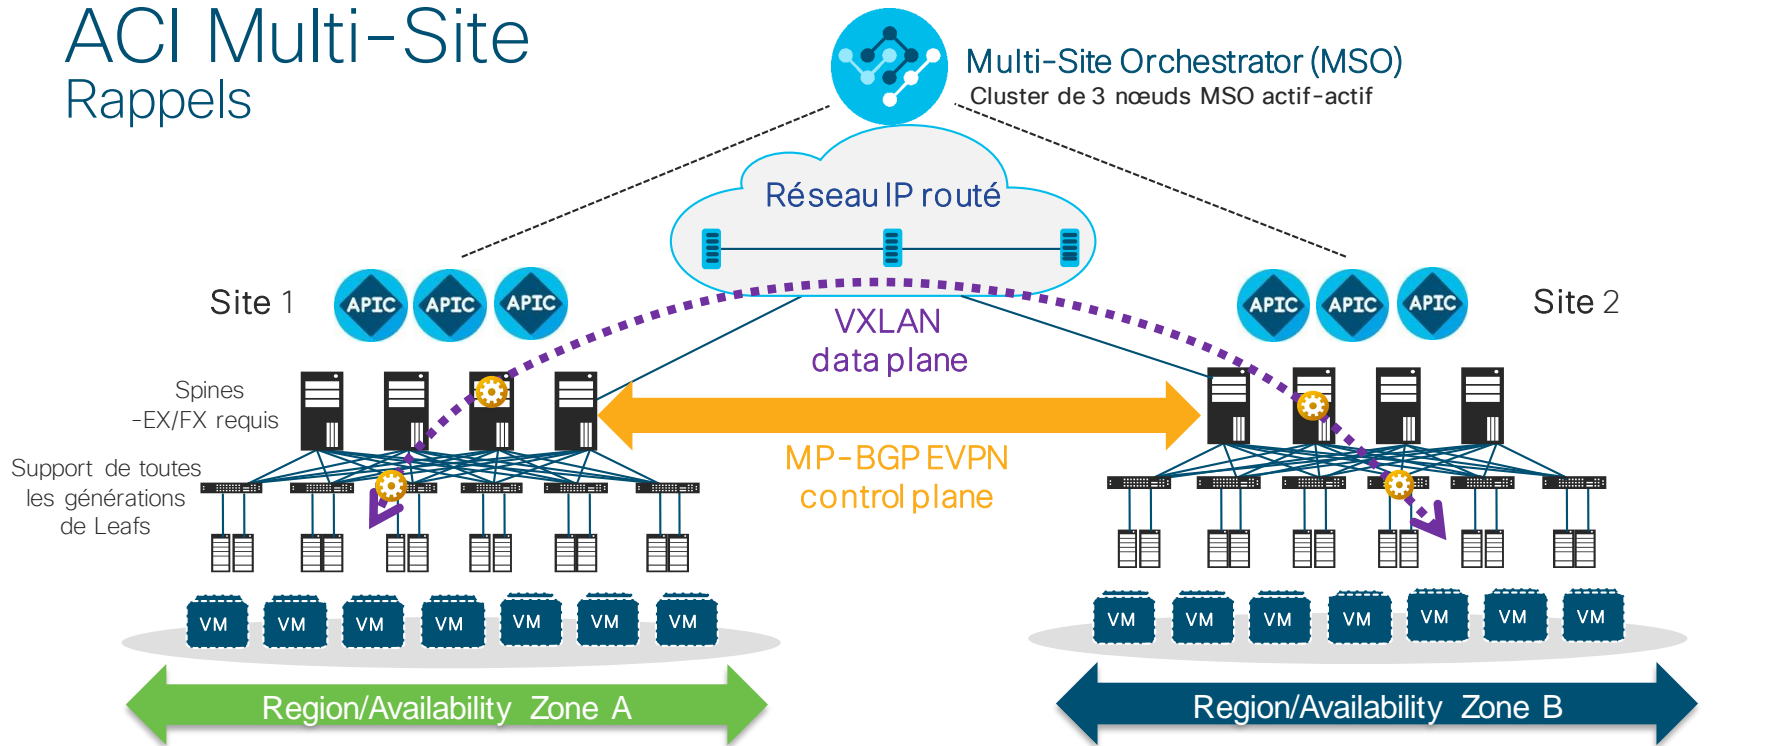 ACI Multi-Site
Rappels
Multi-Site Orchestrator (MSO)
Cluster de 3 nœuds MSO actif-actif
Réseau IP routé
Site 1
APIC
APIC
APIC
APIC
APIC
APIC
Site 2
VXLAN
data plane
Spines
-EX/FX requis
MP-BGP EVPN
control plane
Support de toutes
les générations
de Leafs
VM
VM
VM
VM
VM
VM
VM
VM
VM
VM
VM
VM
VM
VM
Region/Availability Zone A
Region/Availability Zone B